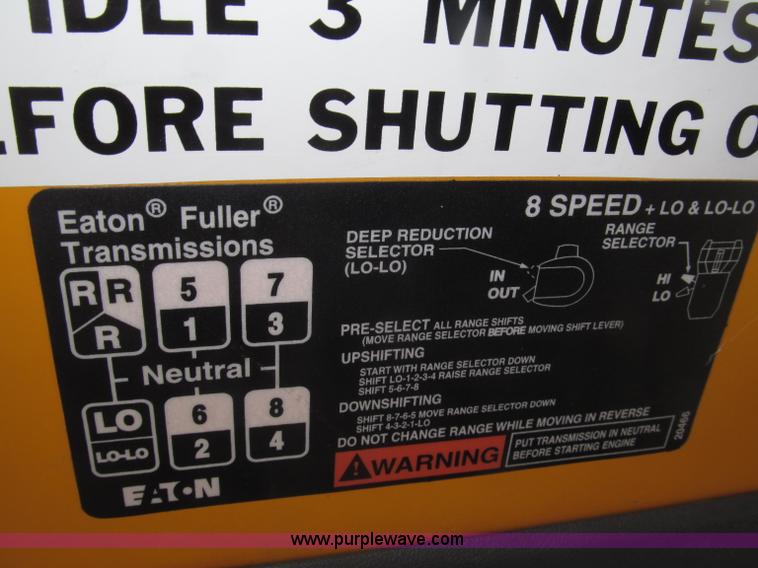 IDLE 3 MINUTES
FORE SHUTTING
Eaton® Fuller®
Transmissions
8 SPEED + LO & LO-LO
R R
R
5
1
7
3
Neutral
LO
LO-LO
6
2
8
4
EATON
DEEP REDUCTION
SELECTOR
(LO-LO)
IN
OUT
RANGE
SELECTOR
HI
LO
PRE-SELECT ALL RANGE SHIFTS
(MOVE RANGE SELECTOR BEFORE MOVING SHIFT LEVER)
UPSHIFTING
START WITH RANGE SELECTOR DOWN
SHIFT LO-1-2-3-4 RAISE RANGE SELECTOR
SHIFT 5-6-7-8
DOWNSHIFTING
SHIFT 8-7-6-5 MOVE RANGE SELECTOR DOWN
SHIFT 4-3-2-1-LO
DO NOT CHANGE RANGE WHILE MOVING IN REVERSE
WARNING
PUT TRANSMISSION IN NEUTRAL
BEFORE STARTING ENGINE
20466
www.purplewave.com